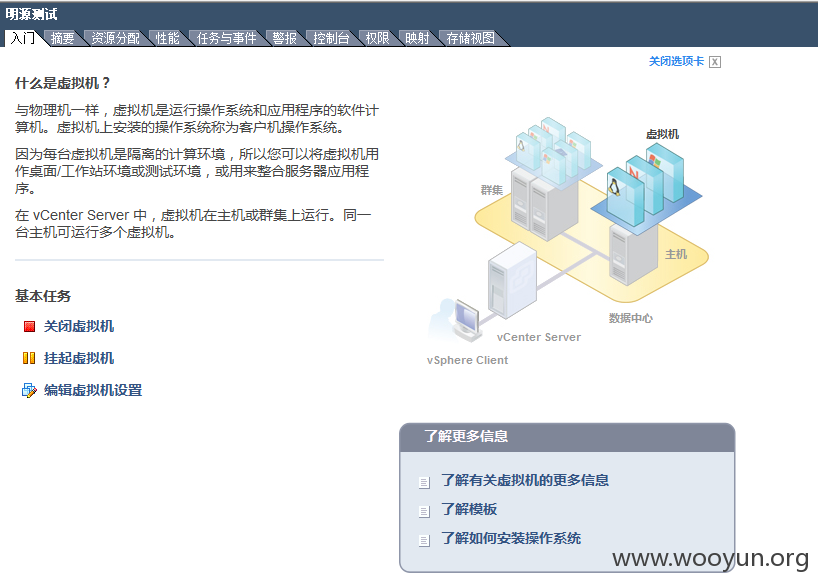 明源测试
入门 摘要 资源分配 性能 任务与事件 警报 控制台 权限 映射 存储视图
关闭选项卡 X
什么是虚拟机？
与物理机一样，虚拟机是运行操作系统和应用程序的软件计
算机。虚拟机上安装的操作系统称为客户机操作系统。
因为每台虚拟机是隔离的计算环境，所以您可以将虚拟机用
作桌面/工作站环境或测试环境，或用来整合服务器应用程
序。
在 vCenter Server 中，虚拟机在主机或群集上运行。同一
台主机可运行多个虚拟机。
虚拟机
群集
主机
数据中心
vCenter Server
vSphere Client
基本任务
关闭虚拟机
挂起虚拟机
编辑虚拟机设置
了解更多信息
了解有关虚拟机的更多信息
了解模板
了解如何安装操作系统
www.wooyun.org